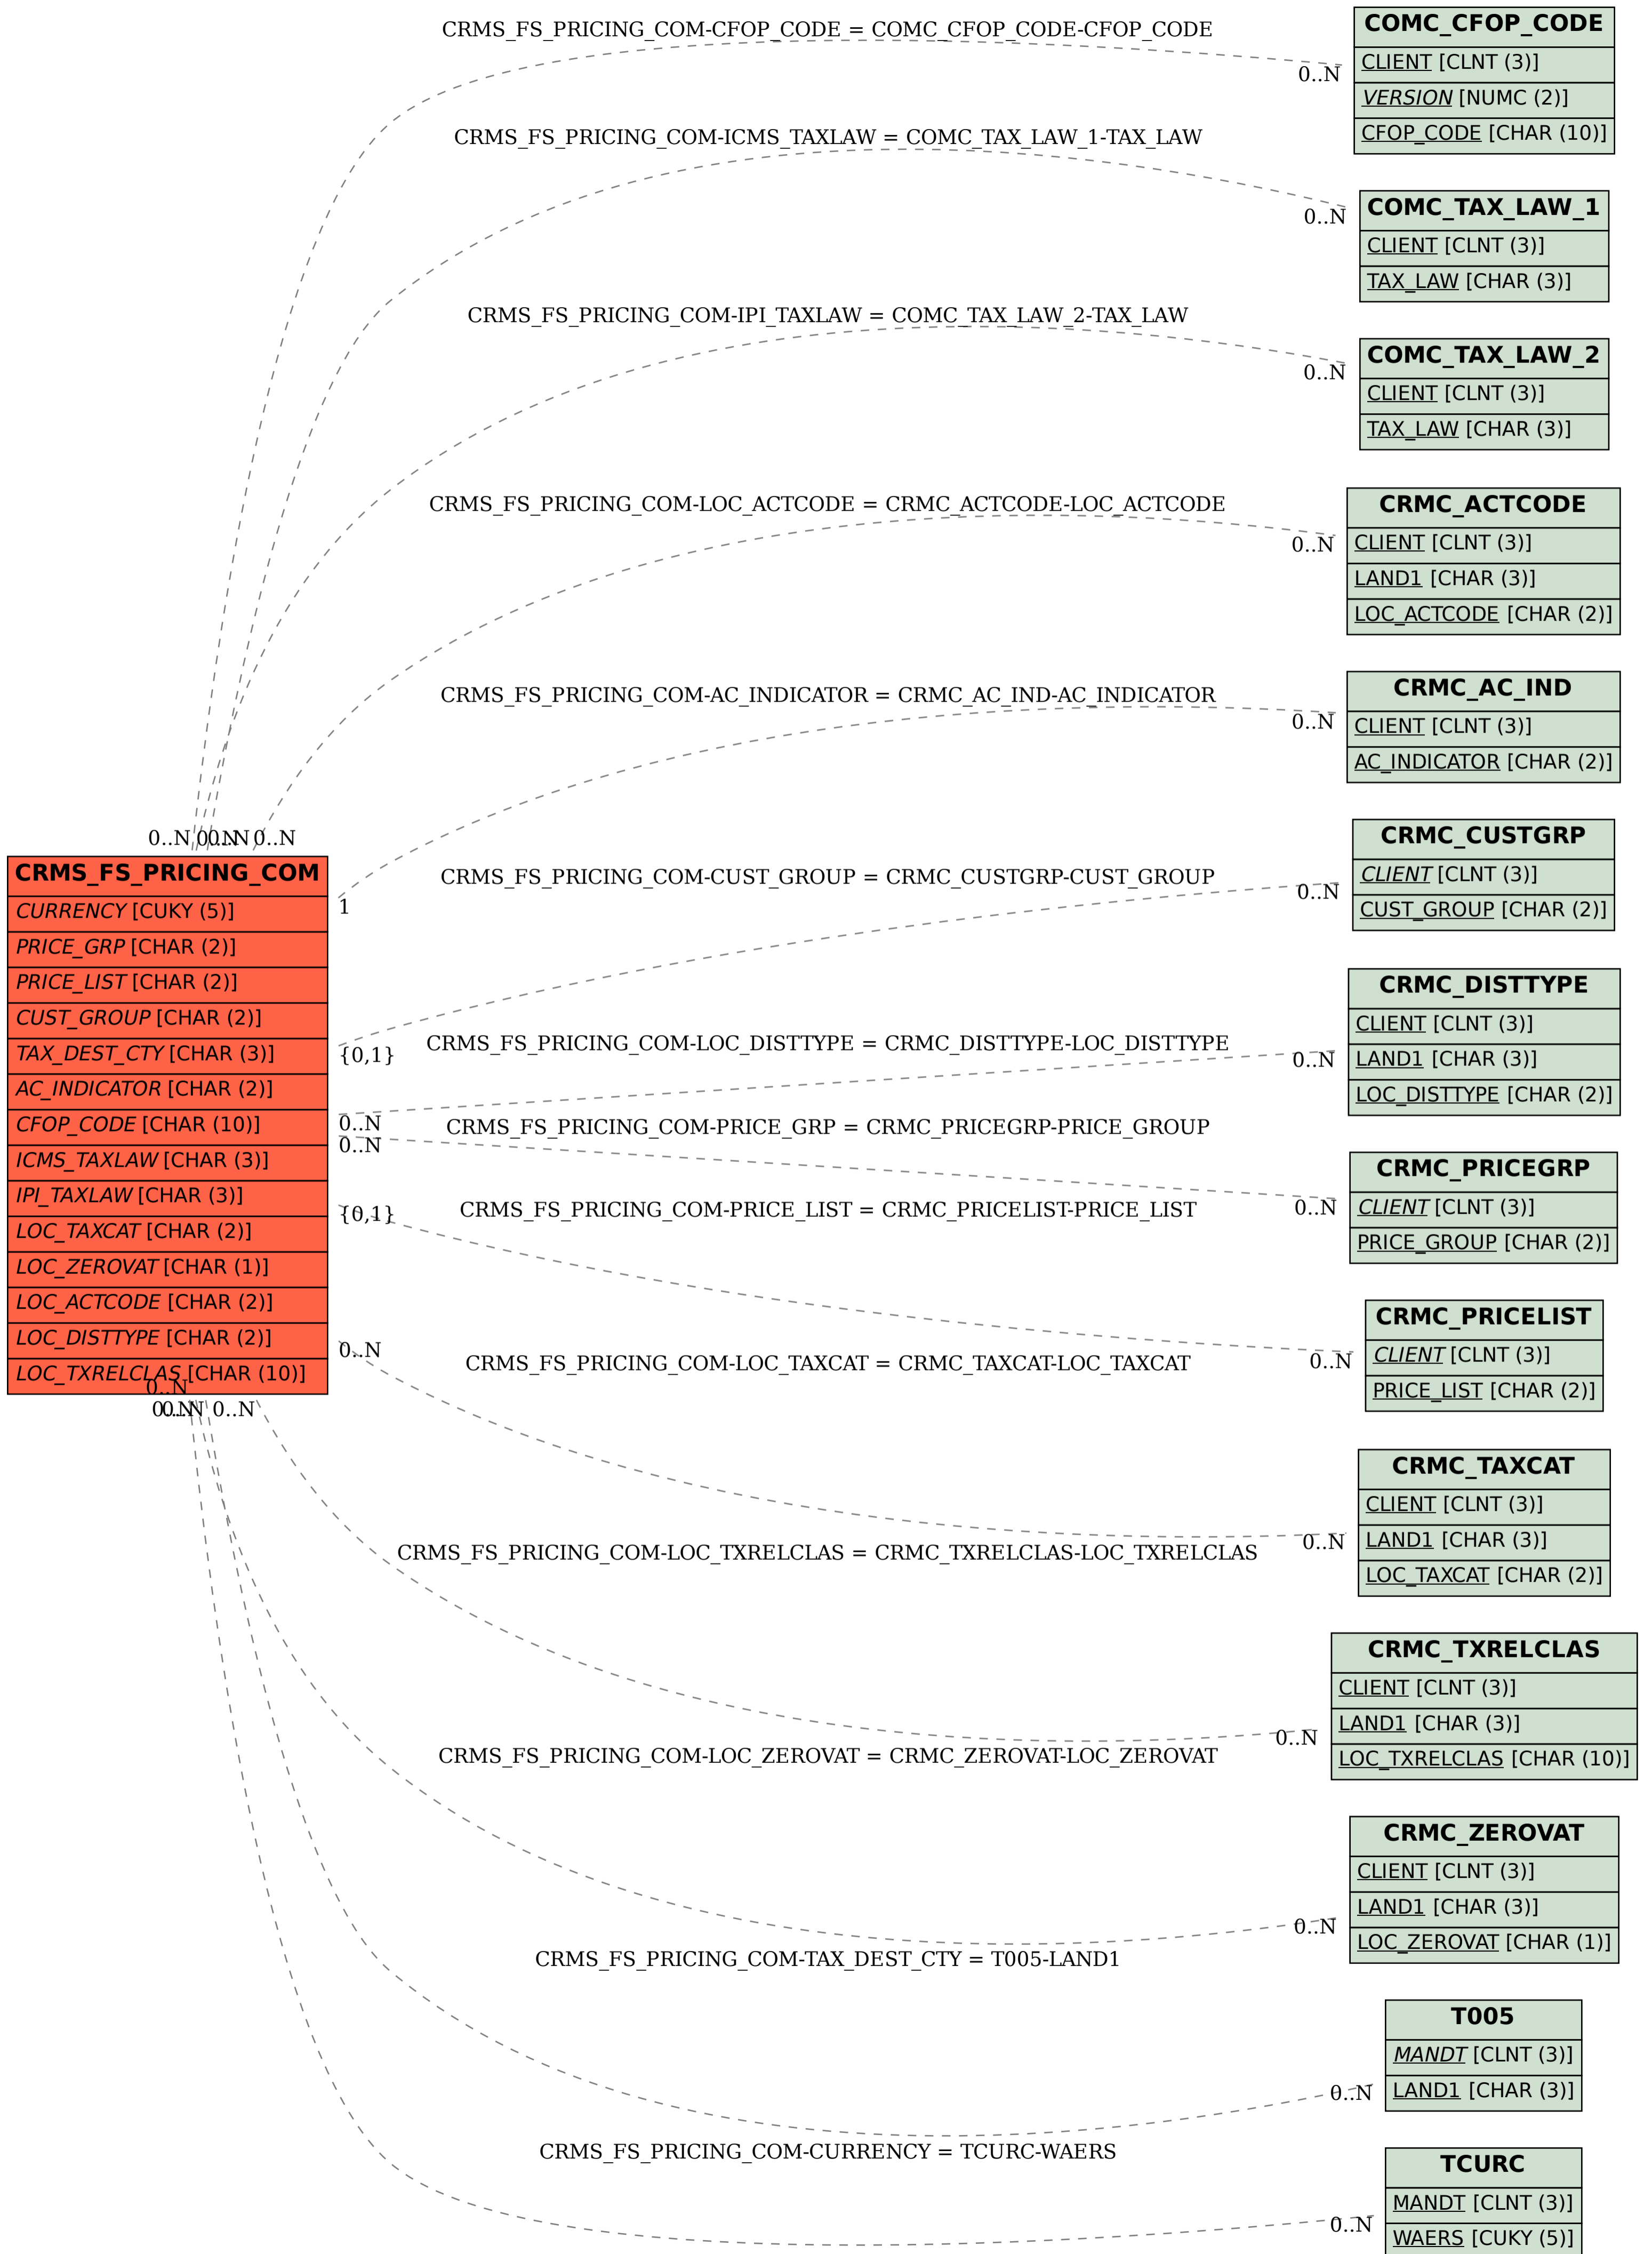 CRMS_FS_PRICING_COM-CFOP_CODE = COMC_CFOP_CODE-CFOP_CODE
0..N
COMC_CFOP_CODE
CLIENT [CLNT (3)]
VERSION [NUMC (2)]
CFOP_CODE [CHAR (10)]
CRMS_FS_PRICING_COM-ICMS_TAXLAW = COMC_TAX_LAW_1-TAX_LAW
0..N
COMC_TAX_LAW_1
CLIENT [CLNT (3)]
TAX_LAW [CHAR (3)]
CRMS_FS_PRICING_COM-IPI_TAXLAW = COMC_TAX_LAW_2-TAX_LAW
0..N
COMC_TAX_LAW_2
CLIENT [CLNT (3)]
TAX_LAW [CHAR (3)]
CRMS_FS_PRICING_COM-LOC_ACTCODE = CRMC_ACTCODE-LOC_ACTCODE
0..N
CRMC_ACTCODE
CLIENT [CLNT (3)]
LAND1 [CHAR (3)]
LOC_ACTCODE [CHAR (2)]
CRMS_FS_PRICING_COM-AC_INDICATOR = CRMC_AC_IND-AC_INDICATOR
0..N
CRMC_AC_IND
CLIENT [CLNT (3)]
AC_INDICATOR [CHAR (2)]
0..N
0..N
0..N
0..N
CRMS_FS_PRICING_COM
CURRENCY [CUKY (5)]
PRICE_GRP [CHAR (2)]
PRICE_LIST [CHAR (2)]
CUST_GROUP [CHAR (2)]
TAX_DEST_CTY [CHAR (3)]
AC_INDICATOR [CHAR (2)]
CFOP_CODE [CHAR (10)]
ICMS_TAXLAW [CHAR (3)]
IPI_TAXLAW [CHAR (3)]
LOC_TAXCAT [CHAR (2)]
LOC_ZEROVAT [CHAR (1)]
LOC_ACTCODE [CHAR (2)]
LOC_DISTTYPE [CHAR (2)]
LOC_TXRELCLAS [CHAR (10)]
0..N
0..N
0..N
0..N
1
CRMS_FS_PRICING_COM-CUST_GROUP = CRMC_CUSTGRP-CUST_GROUP
0..N
CRMC_CUSTGRP
CLIENT [CLNT (3)]
CUST_GROUP [CHAR (2)]
{0,1}
CRMS_FS_PRICING_COM-LOC_DISTTYPE = CRMC_DISTTYPE-LOC_DISTTYPE
0..N
CRMC_DISTTYPE
CLIENT [CLNT (3)]
LAND1 [CHAR (3)]
LOC_DISTTYPE [CHAR (2)]
0..N
0..N
CRMS_FS_PRICING_COM-PRICE_GRP = CRMC_PRICEGRP-PRICE_GROUP
0..N
CRMC_PRICEGRP
CLIENT [CLNT (3)]
PRICE_GROUP [CHAR (2)]
{0,1}
CRMS_FS_PRICING_COM-PRICE_LIST = CRMC_PRICELIST-PRICE_LIST
0..N
CRMC_PRICELIST
CLIENT [CLNT (3)]
PRICE_LIST [CHAR (2)]
0..N
CRMS_FS_PRICING_COM-LOC_TAXCAT = CRMC_TAXCAT-LOC_TAXCAT
0..N
CRMC_TAXCAT
CLIENT [CLNT (3)]
LAND1 [CHAR (3)]
LOC_TAXCAT [CHAR (2)]
CRMS_FS_PRICING_COM-LOC_TXRELCLAS = CRMC_TXRELCLAS-LOC_TXRELCLAS
0..N
CRMC_TXRELCLAS
CLIENT [CLNT (3)]
LAND1 [CHAR (3)]
LOC_TXRELCLAS [CHAR (10)]
CRMS_FS_PRICING_COM-LOC_ZEROVAT = CRMC_ZEROVAT-LOC_ZEROVAT
0..N
CRMC_ZEROVAT
CLIENT [CLNT (3)]
LAND1 [CHAR (3)]
LOC_ZEROVAT [CHAR (1)]
CRMS_FS_PRICING_COM-TAX_DEST_CTY = T005-LAND1
0..N
T005
MANDT [CLNT (3)]
LAND1 [CHAR (3)]
CRMS_FS_PRICING_COM-CURRENCY = TCURC-WAERS
0..N
TCURC
MANDT [CLNT (3)]
WAERS [CUKY (5)]